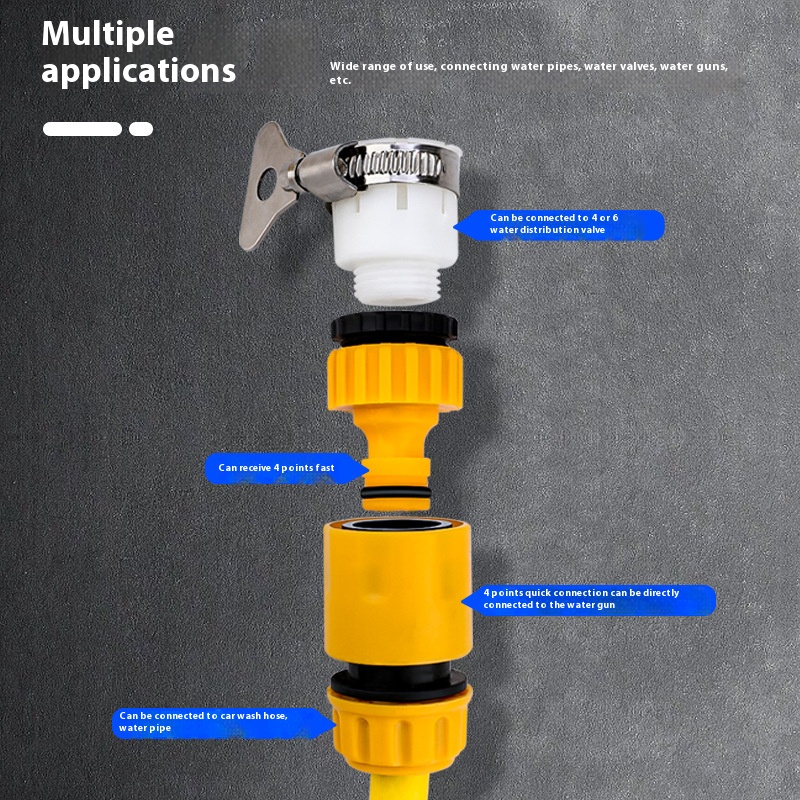 Multiple
applications
Wide range of use, connecting water pipes, water valves, water guns,
etc.
Can be connected to 4 or 6
water distribution valve
Can receive 4 points fast
4 points quick connection can be directly
connected to the water gun
Can be connected to car wash hose,
water pipe